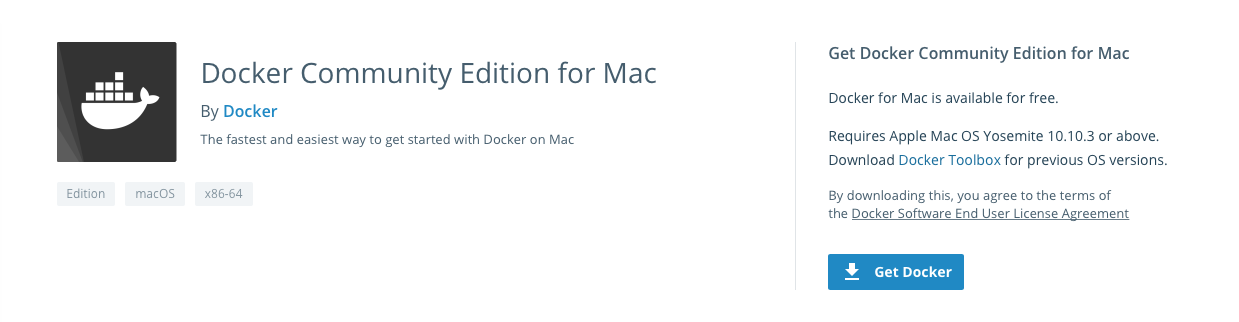 Docker Community Edition for Mac
By Docker
The fastest and easiest way to get started with Docker on Mac
Edition
macOS
x86-64
Get Docker Community Edition for Mac
Docker for Mac is available for free.
Requires Apple Mac OS Yosemite 10.10.3 or above.
Download Docker Toolbox for previous OS versions.
By downloading this, you agree to the terms of
the Docker Software End User License Agreement
Get Docker